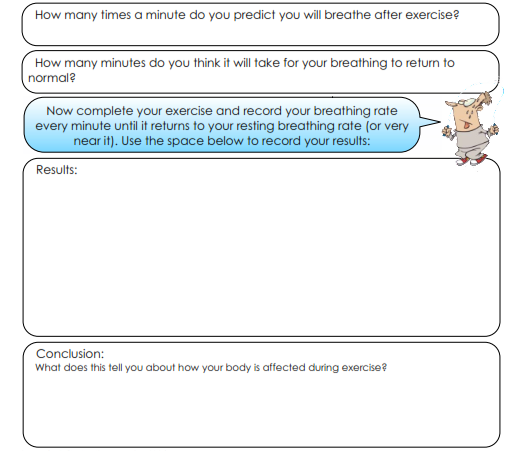 How many times a minute do you predict you will breathe after exercise?
How many minutes do you think it will take for your breathing to return to
normal?
Now complete your exercise and record your breathing rate
every minute until it returns to your resting breathing rate (or very
near it). Use the space below to record your results:
Results:
Conclusion:
What does this tell you about how your body is affected during exercise?